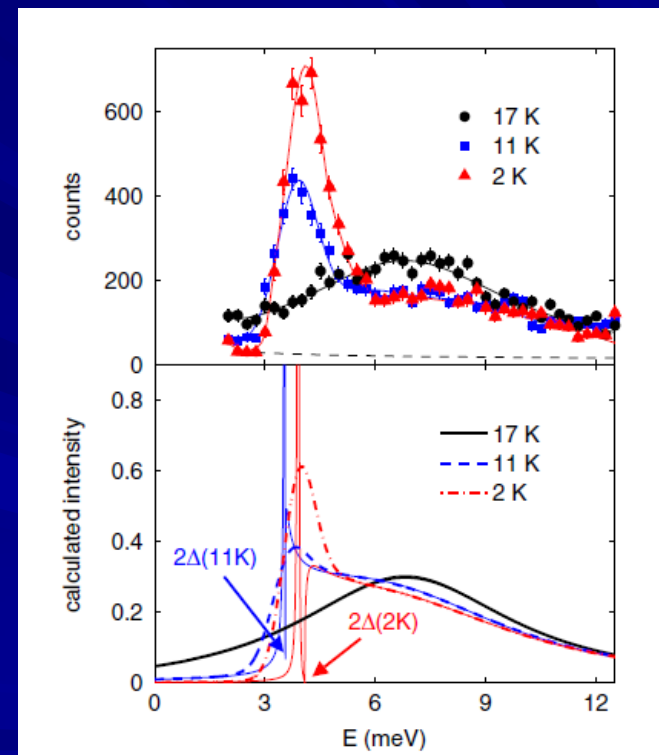 600
400
200
0
counts
17 K
11 K
2 K
0.8
0.6
0.4
0.2
0
calculated intensity
17 K
11 K
2 K
2Δ(11K)
2Δ(2K)
0 3 6 9 12
E (meV)